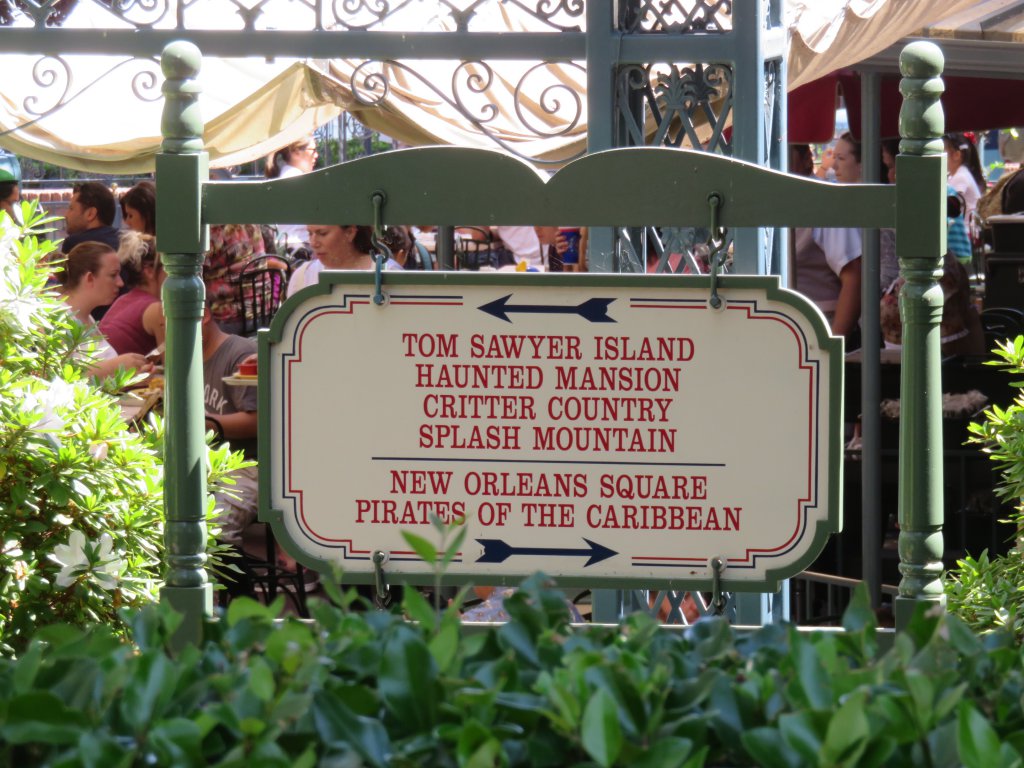 TOM SAWYER ISLAND
HAUNTED MANSION
CRITTER COUNTRY
SPLASH MOUNTAIN
NEW ORLEANS SQUARE
PIRATES OF THE CARIBBEAN